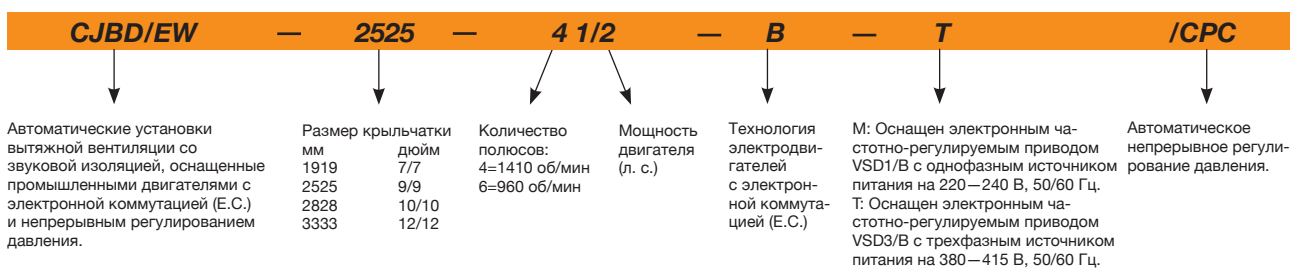 CJBD/EW — 2525 — 4 1/2 — B — T /CPC
Автоматические установки
вытяжной вентиляции со
звуковой изоляцией, оснащенные
промышленными двигателями с
электронной коммутацией (E.C.)
и непрерывным регулированием
давления.
Размер крыльчатки
мм дюйм
1919 7/7
2525 9/9
2828 10/10
3333 12/12
Количество
полюсов:
4=1410 об/мин
6=960 об/мин
Мощность
двигателя
(л. с.)
Технология
электродви-
гателей
с электрон-
ной коммута-
цией (E.C.)
M: Оснащен электронным ча-
стотно-регулируемым приводом
VSD1/B с однофазным источником
питания на 220—240 В, 50/60 Гц.
T: Оснащен электронным ча-
стотно-регулируемым приводом
VSD3/B с трехфазным источником
питания на 380—415 В, 50/60 Гц.
Автоматическое
непрерывное регули-
рование давления.